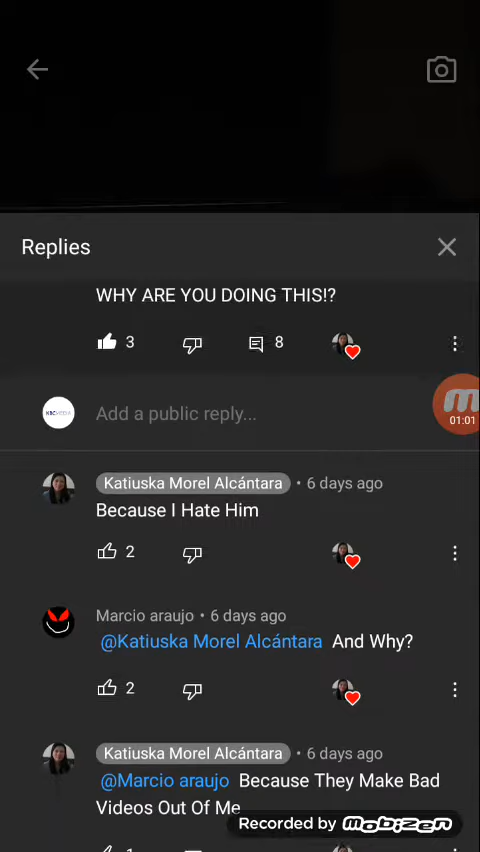 Replies
WHY ARE YOU DOING THIS!?
3
8
KBCMEDIA
Add a public reply...
01:01
Katiuska Morel Alcántara • 6 days ago
Because I Hate Him
2
Marcio araujo • 6 days ago
@Katiuska Morel Alcántara And Why?
2
Katiuska Morel Alcántara • 6 days ago
@Marcio araujo Because They Make Bad
Videos Out Of Me
Recorded by mobizen